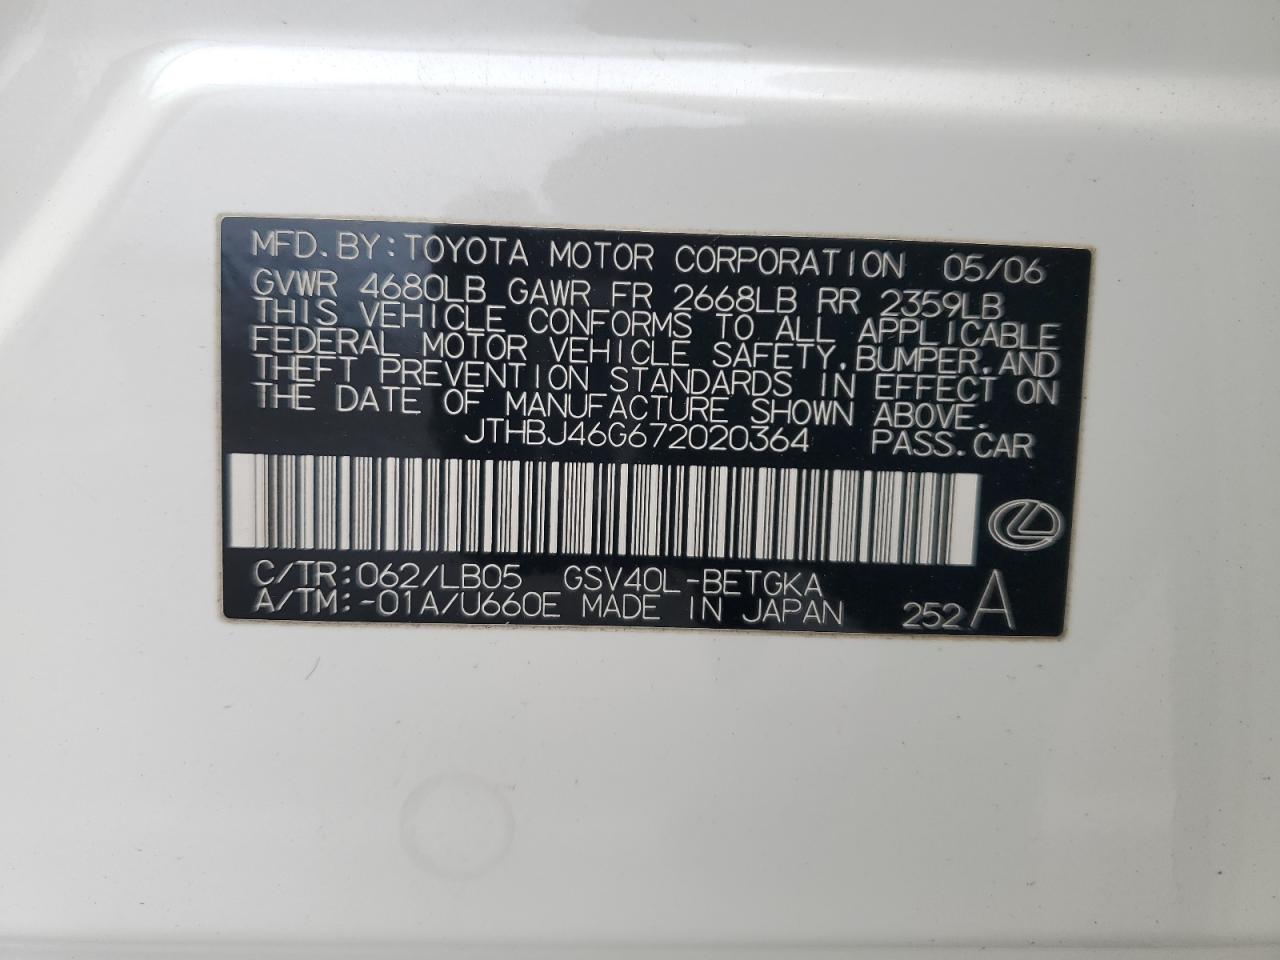 MFD.BY:TOYOTA MOTOR CORPORATION 05/06
GVWR 4680LB GAWR FR 2668LB RR 2359LB
THIS VEHICLE CONFORMS TO ALL APPLICABLE
FEDERAL MOTOR VEHICLE SAFETY,BUMPER,AND
THEFT PREVENTION STANDARDS IN EFFECT ON
THE DATE OF MANUFACTURE SHOWN ABOVE.
JTHBJ46G672020364 PASS.CAR
C/TR:062/LB05 GSV40L-BETGKA
A/TM:-01A/U660E MADE IN JAPAN 252A